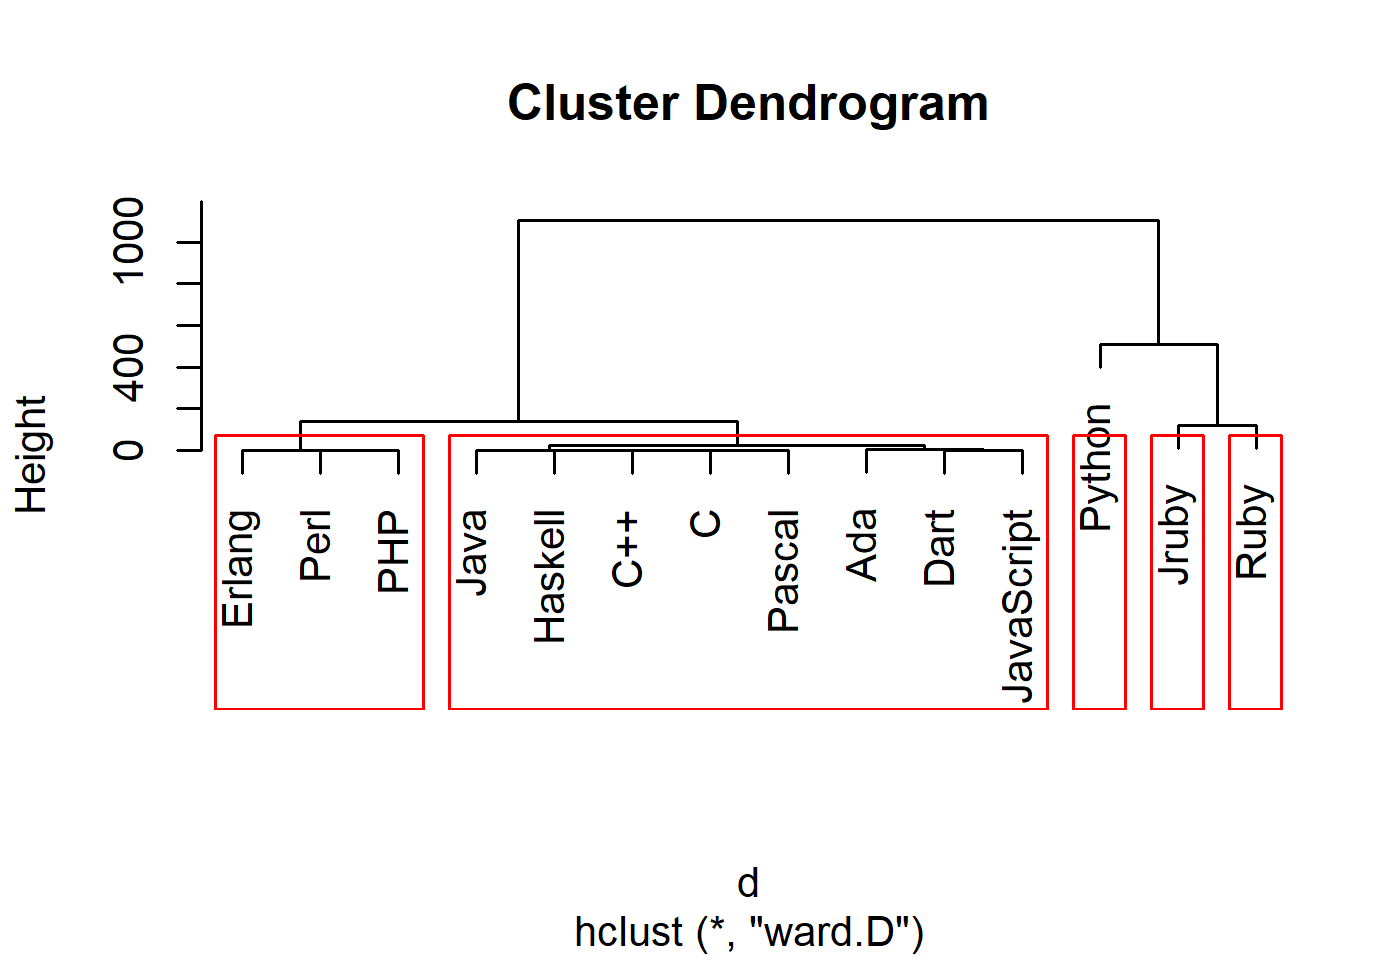 Cluster Dendrogram
Height
0
400
1000
Erlang
Perl
PHP
Java
Haskell
C++
C
Pascal
Ada
Dart
JavaScript
Python
Jruby
Ruby
d
hclust (*, "ward.D")